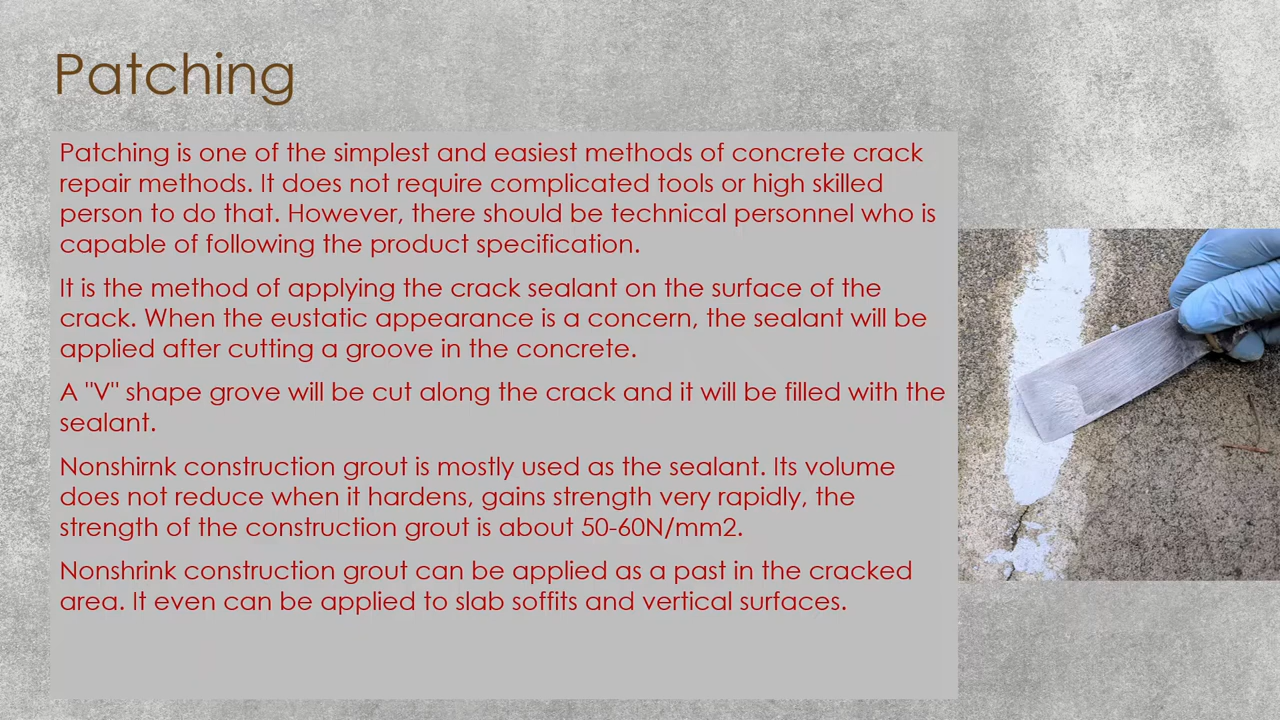 Patching
Patching is one of the simplest and easiest methods of concrete crack
repair methods. It does not require complicated tools or high skilled
person to do that. However, there should be technical personnel who is
capable of following the product specification.
It is the method of applying the crack sealant on the surface of the
crack. When the eustatic appearance is a concern, the sealant will be
applied after cutting a groove in the concrete.
A "V" shape grove will be cut along the crack and it will be filled with the
sealant.
Nonshirnk construction grout is mostly used as the sealant. Its volume
does not reduce when it hardens, gains strength very rapidly, the
strength of the construction grout is about 50-60N/mm2.
Nonshrink construction grout can be applied as a past in the cracked
area. It even can be applied to slab soffits and vertical surfaces.